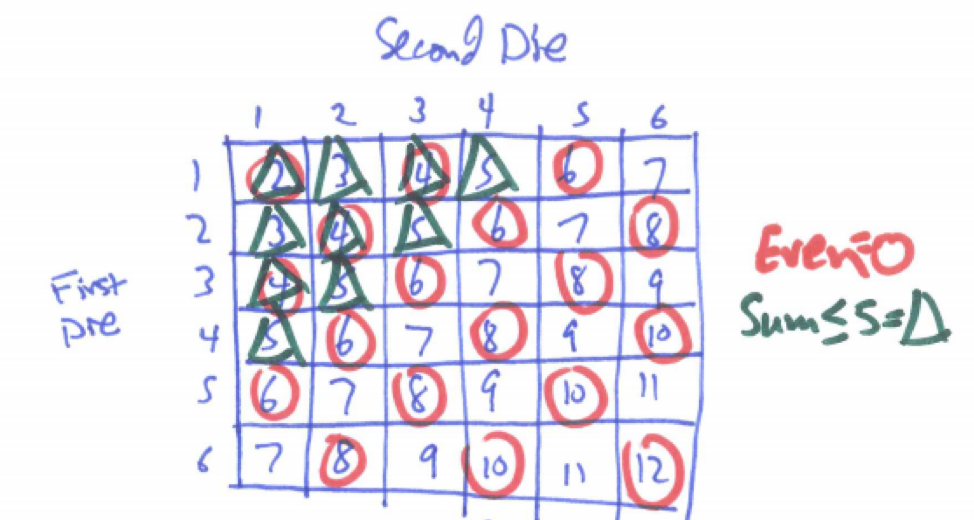 Second Die
1 2 3 4 5 6
1 2 3 4 5 6 7
2 3 4 5 6 7 8
First
Die
3 4 5 6 7 8 9
4 5 6 7 8 9 10
5 6 7 8 9 10 11
6 7 8 9 10 11 12
Even=O
Sum≤5=Δ